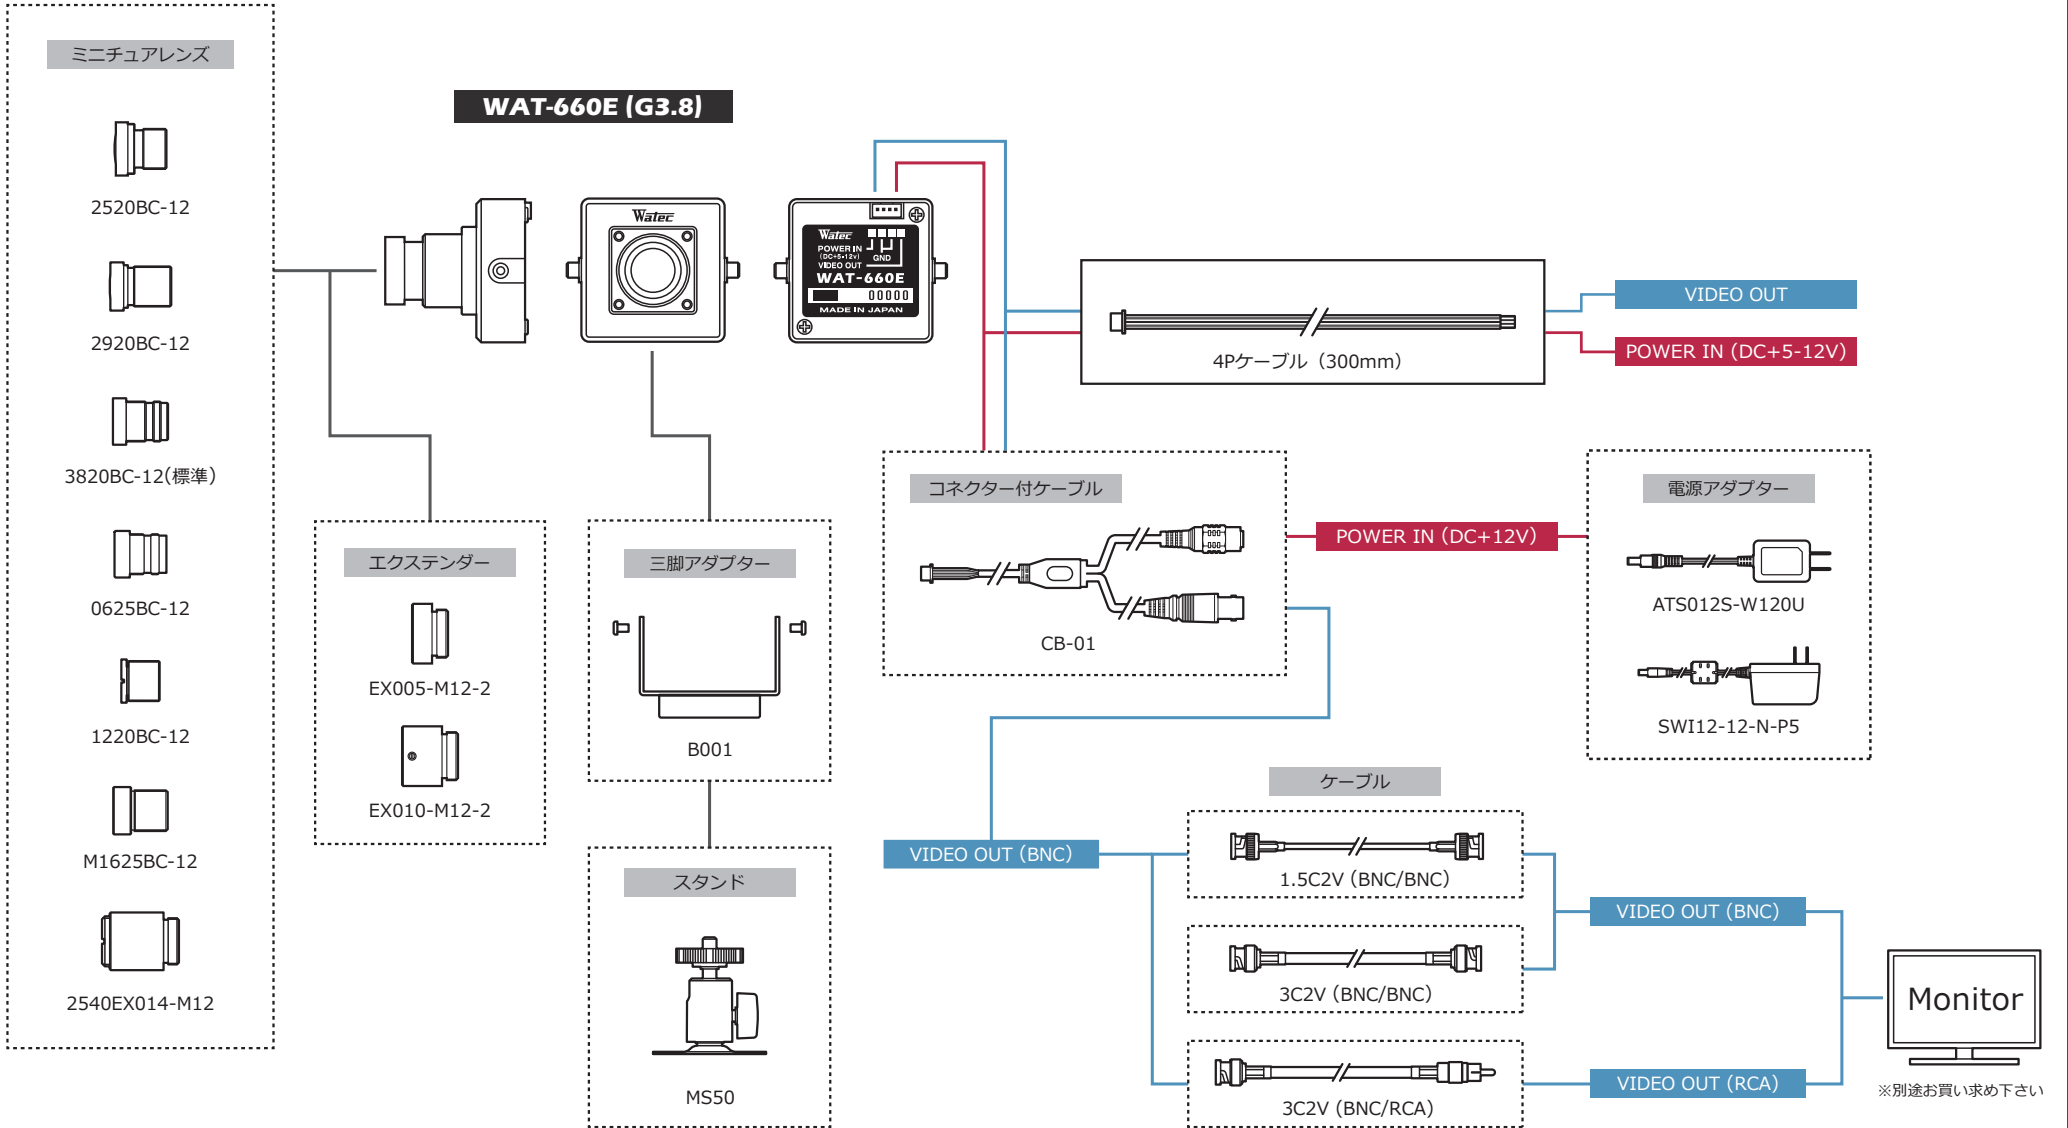 ミニチュアレンズ
2520BC-12
2920BC-12
3820BC-12(標準)
0625BC-12
1220BC-12
M1625BC-12
2540EX014-M12
WAT-660E (G3.8)
Watec
Watec
POWER IN
(DC+5-12v)
GND
VIDEO OUT
WAT-660E
00000
MADE IN JAPAN
4Pケーブル(300mm)
VIDEO OUT
POWER IN (DC+5-12V)
エクステンダー
EX005-M12-2
EX010-M12-2
三脚アダプター
B001
スタンド
MS50
コネクター付ケーブル
CB-01
POWER IN (DC+12V)
電源アダプター
ATS012S-W120U
SWI12-12-N-P5
VIDEO OUT (BNC)
ケーブル
1.5C2V (BNC/BNC)
3C2V (BNC/BNC)
3C2V (BNC/RCA)
VIDEO OUT (BNC)
VIDEO OUT (RCA)
Monitor
※別途お買い求め下さい